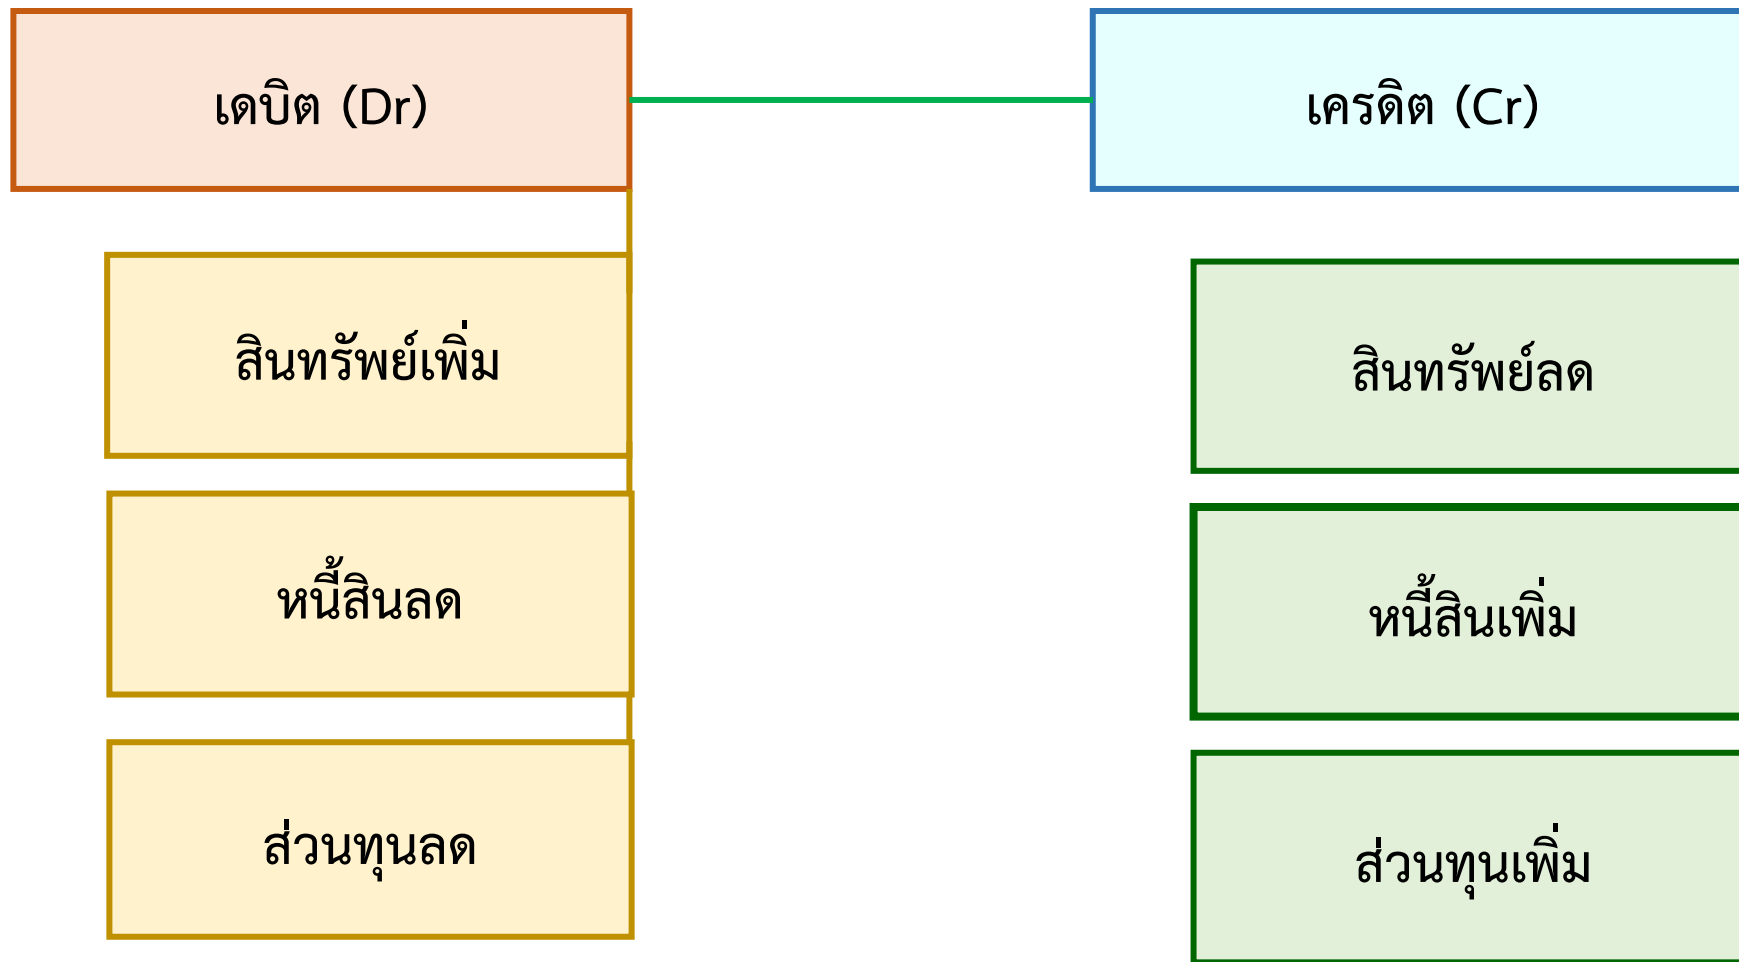 เดบิต (Dr)
เครดิต (Cr)
สินทรัพย์เพิ่ม
สินทรัพย์ลด
หนี้สินลด
หนี้สินเพิ่ม
ส่วนทุนลด
ส่วนทุนเพิ่ม